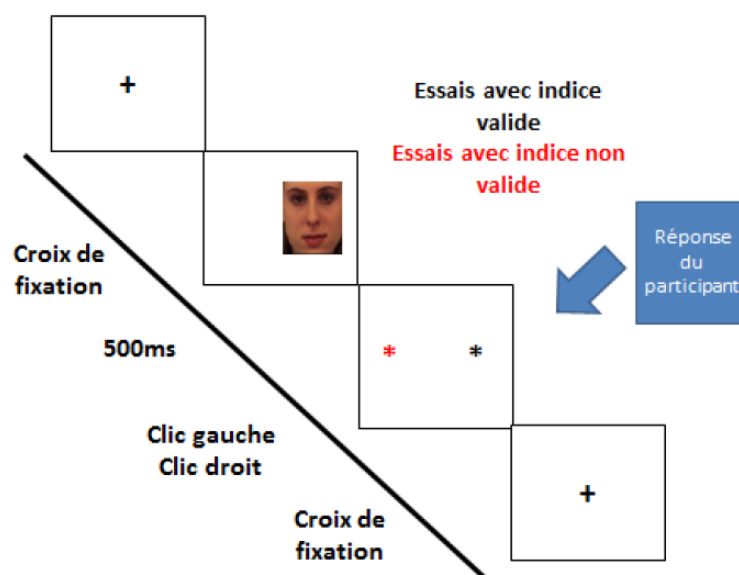 +
Essais avec indice
valide
Essais avec indice non
valide
Réponse
du
participant
Croix de
fixation
500ms
* *
Clic gauche
Clic droit
+
Croix de
fixation